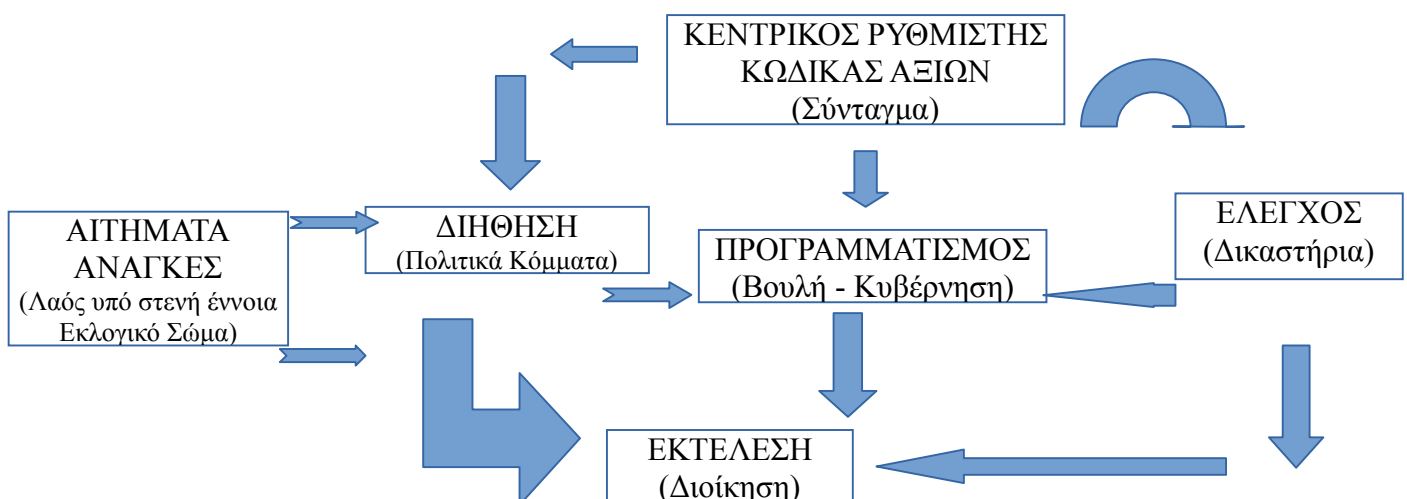 ΚΕΝΤΡΙΚΟΣ ΡΥΘΜΙΣΤΗΣ
ΚΩΔΙΚΑΣ ΑΞΙΩΝ
(Σύνταγμα)
ΑΙΤΗΜΑΤΑ
ΑΝΑΓΚΕΣ
(Λαός υπό στενή έννοια
Εκλογικό Σώμα)
ΔΙΗΘΗΣΗ
(Πολιτικά Κόμματα)
ΠΡΟΓΡΑΜΜΑΤΙΣΜΟΣ
(Βουλή - Κυβέρνηση)
ΕΛΕΓΧΟΣ
(Δικαστήρια)
ΕΚΤΕΛΕΣΗ
(Διοίκηση)